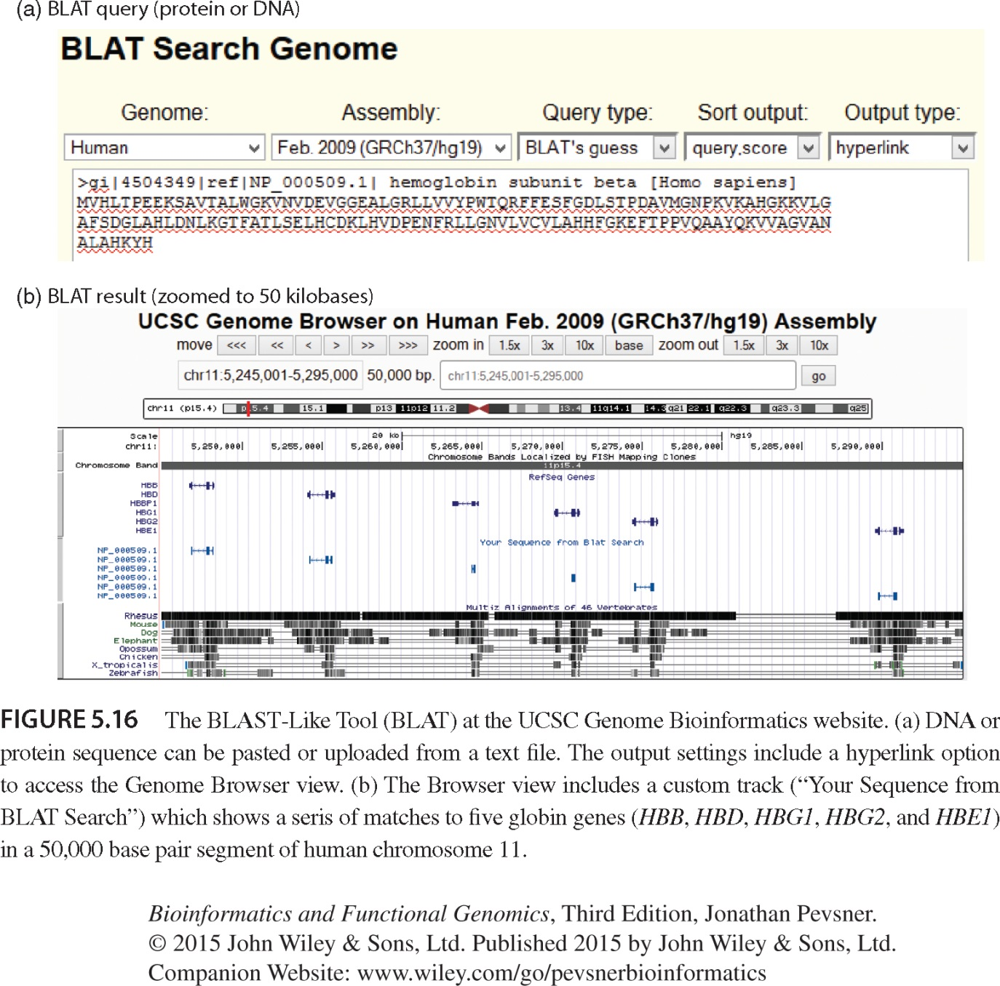 (a) BLAT query (protein or DNA)
BLAT Search Genome
Genome: Assembly: Query type: Sort output: Output type:
Human Feb. 2009 (GRCh37/hg19) BLAT's guess query,score hyperlink
>gi|4504349|ref|NP_000509.1| hemoglobin subunit beta [Homo sapiens]
MVHLTPEEKSAVTALWGKVNVDEVGGEALGRLLVVYPWTQRFFESFGDLSTPDAVMGNPKVKAHGKKVLG
AFSDGLAHLDNLKGTFATLSELHCDKLHVDPENFRLLGNVLVCVLAHHFGKEFTPPVQAAYQKVVAGVAN
ALAHKYH
(b) BLAT result (zoomed to 50 kilobases)
UCSC Genome Browser on Human Feb. 2009 (GRCh37/hg19) Assembly
move <<< << < > >> >>> zoom in 1.5x 3x 10x base zoom out 1.5x 3x 10x
chr11:5,245,001-5,295,000 50,000 bp. chr11:5,245,001-5,295,000 go
chr11 (p15.4) p15.4 15.1 p13 11p12 11.2 13.4 11q14.1 14.3 q21 22.1 q22.3 q23.3 q25
Scale 20 kb hg19
chr11: 5,250,000| 5,255,000| 5,260,000| 5,265,000| 5,270,000| 5,275,000| 5,280,000| 5,285,000| 5,290,000|
Chromosome Bands Localized by FISH Mapping Clones
Chromosome Band 11p15.4
RefSeq Genes
HBB
HBD
HBBP1
HBG1
HBG2
HBE1
Your Sequence from Blat Search
NP_000509.1
NP_000509.1
NP_000509.1
NP_000509.1
NP_000509.1
NP_000509.1
Multiz Alignments of 46 Vertebrates
Rhesus
Mouse
Dog
Elephant
Opossum
Chicken
X_tropicalis
Zebrafish
FIGURE 5.16 The BLAST-Like Tool (BLAT) at the UCSC Genome Bioinformatics website. (a) DNA or
protein sequence can be pasted or uploaded from a text file. The output settings include a hyperlink option
to access the Genome Browser view. (b) The Browser view includes a custom track (“Your Sequence from
BLAT Search”) which shows a seris of matches to five globin genes (HBB, HBD, HBG1, HBG2, and HBE1)
in a 50,000 base pair segment of human chromosome 11.
Bioinformatics and Functional Genomics, Third Edition, Jonathan Pevsner.
© 2015 John Wiley & Sons, Ltd. Published 2015 by John Wiley & Sons, Ltd.
Companion Website: www.wiley.com/go/pevsnerbioinformatics